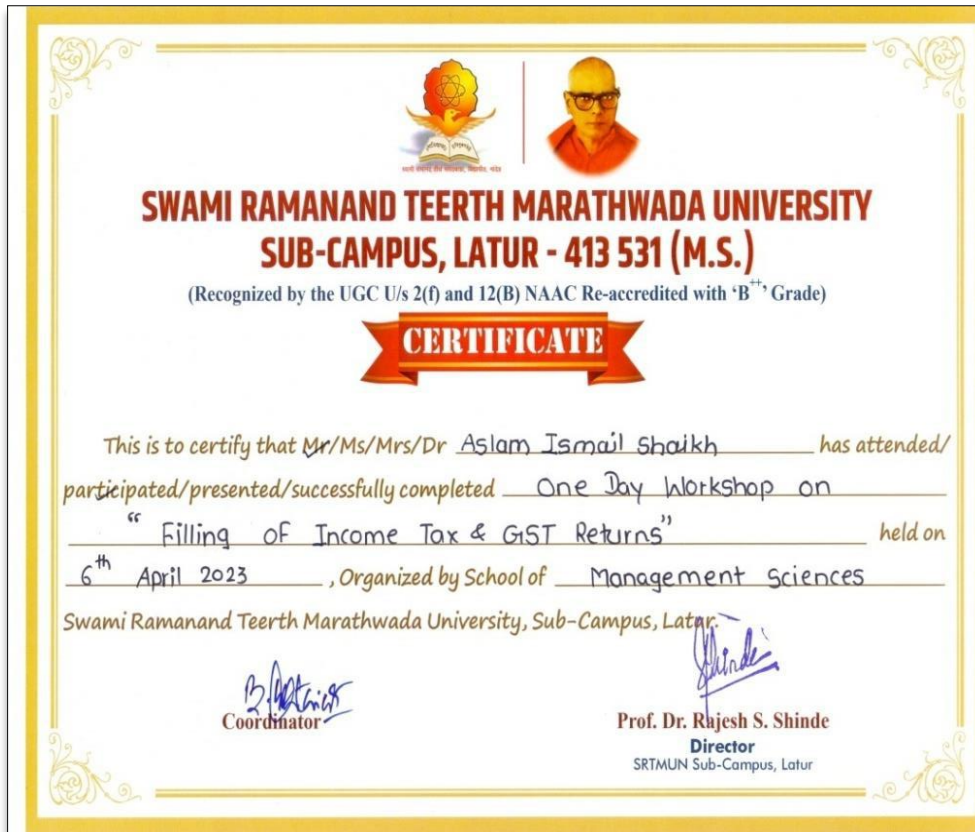 SWAMI RAMANAND TEERTH MARATHWADA UNIVERSITY
SUB-CAMPUS, LATUR - 413 531 (M.S.)
(Recognized by the UGC U/s 2(f) and 12(B) NAAC Re-accredited with ‘B++’ Grade)
CERTIFICATE
This is to certify that Mr/Ms/Mrs/Dr Aslam Ismail Shaikh has attended/
participated/presented/successfully completed One Day Workshop on
“ Filling of Income Tax & GST Returns” held on
6th April 2023 , Organized by School of Management Sciences
Swami Ramanand Teerth Marathwada University, Sub-Campus, Latur.
Coordinator
Prof. Dr. Rajesh S. Shinde
Director
SRTMUN Sub-Campus, Latur